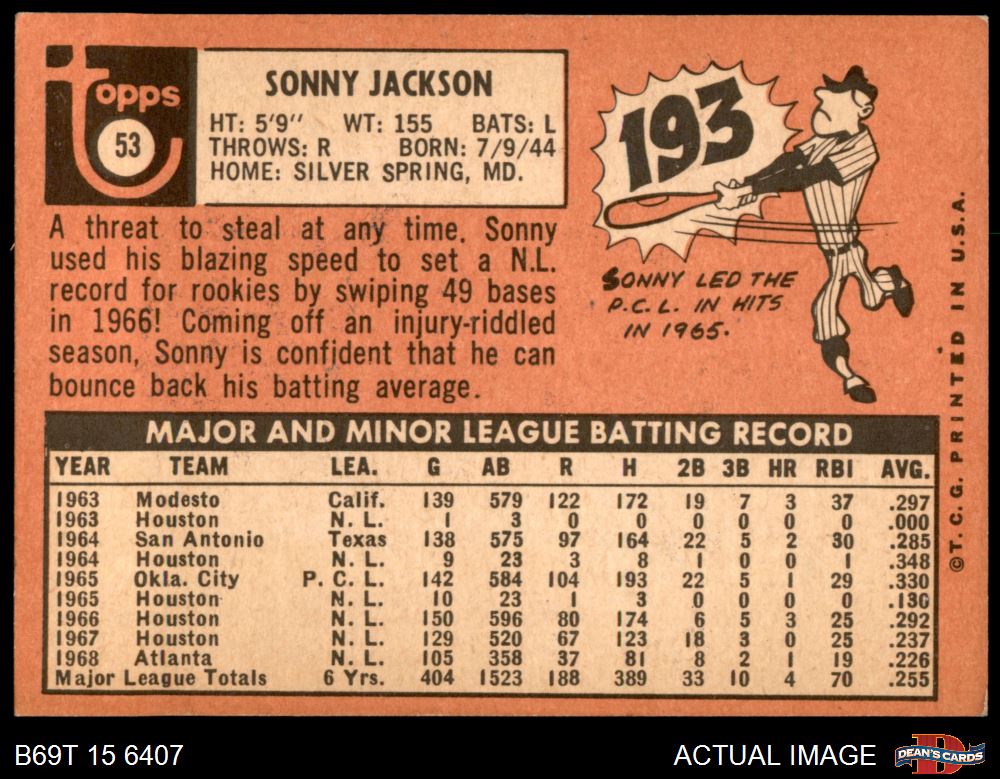 topps
53
SONNY JACKSON
HT: 5'9" WT: 155 BATS: L
THROWS: R BORN: 7/9/44
HOME: SILVER SPRING, MD.
A threat to steal at any time, Sonny
used his blazing speed to set a N.L.
record for rookies by swiping 49 bases
in 1966! Coming off an injury-riddled
season, Sonny is confident that he can
bounce back his batting average.
193
SONNY LED THE
P.C.L. IN HITS
IN 1965.
©T.C.G. PRINTED IN U.S.A.
MAJOR AND MINOR LEAGUE BATTING RECORD
YEAR TEAM LEA. G AB R H 2B 3B HR RBI AVG.
1963 Modesto Calif. 139 579 122 172 19 7 3 37 .297
1963 Houston N. L. 1 3 0 0 0 0 0 0 .000
1964 San Antonio Texas 138 575 97 164 22 5 2 30 .285
1964 Houston N. L. 9 23 3 8 1 0 0 1 .348
1965 Okla. City P. C. L. 142 584 104 193 22 5 1 29 .330
1965 Houston N. L. 10 23 1 3 0 0 0 0 .130
1966 Houston N. L. 150 596 80 174 6 5 3 25 .292
1967 Houston N. L. 129 520 67 123 18 3 0 25 .237
1968 Atlanta N. L. 105 358 37 81 8 2 1 19 .226
Major League Totals 6 Yrs. 404 1523 188 389 33 10 4 70 .255
B69T 15 6407
ACTUAL IMAGE
D
DEAN'S CARDS